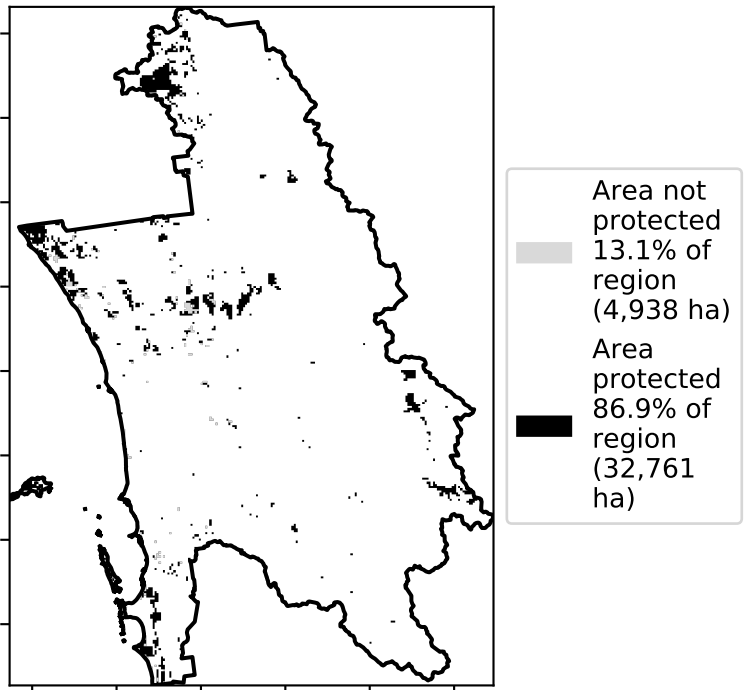 Area not
protected
13.1% of
region
(4,938 ha)
Area
protected
86.9% of
region
(32,761
ha)